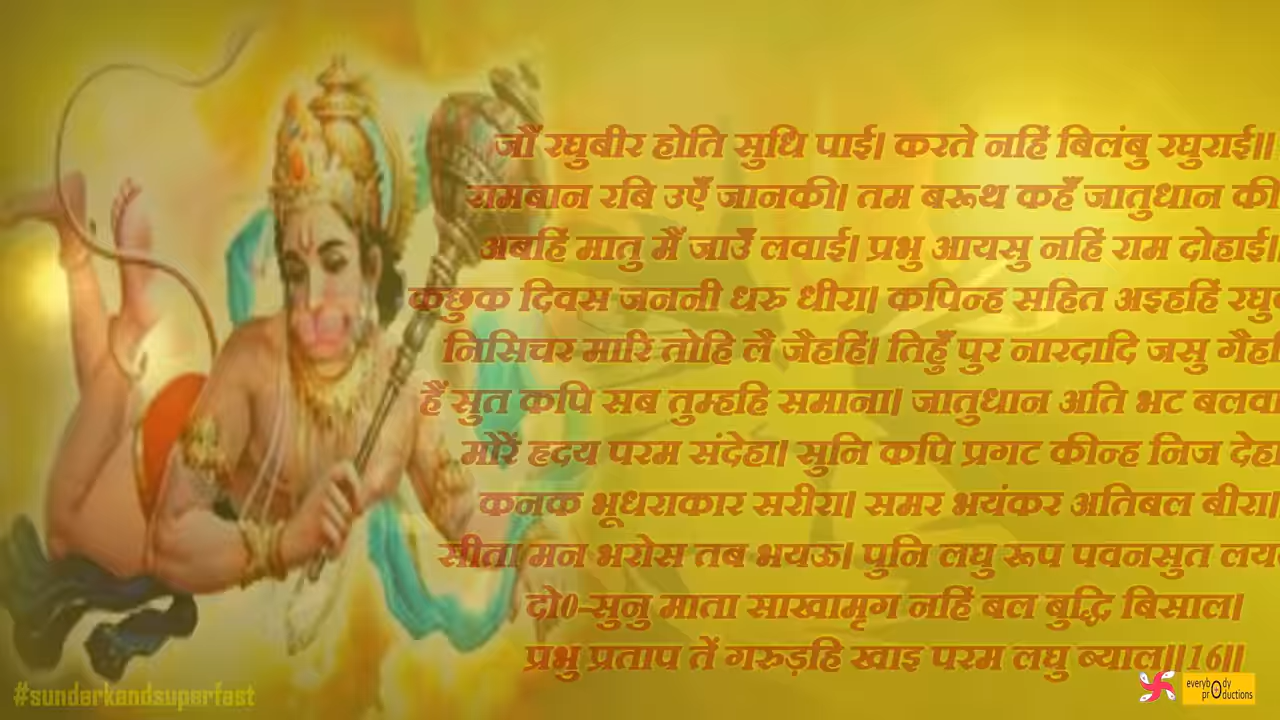 जौं रघुबीर होति सुधि पाई। करते नहिं बिलंबु रघुराई॥
रामबान रबि उएँ जानकी। तम बरूथ कहँ जातुधान की
अबहिं मातु मैं जाउँ लवाई। प्रभु आयसु नहिं राम दोहाई॥
कछुक दिवस जननी धरु धीरा। कपिन्ह सहित अइहहिं रघु
निसिचर मारि तोहि लै जैहहिं। तिहुँ पुर नारदादि जसु गैह
हैं सुत कपि सब तुम्हहि समाना। जातुधान अति भट बलवा
मोरें हृदय परम संदेहा। सुनि कपि प्रगट कीन्ह निज देहा
कनक भूधराकार सरीरा। समर भयंकर अतिबल बीरा।
सीता मन भरोस तब भयऊ। पुनि लघु रूप पवनसुत लय
दो0-सुनु माता साखामृग नहिं बल बुद्धि बिसाल।
प्रभु प्रताप तें गरुड़हि खाइ परम लघु ब्याल॥16॥
#sunderkandsuperfast
everybody
productions